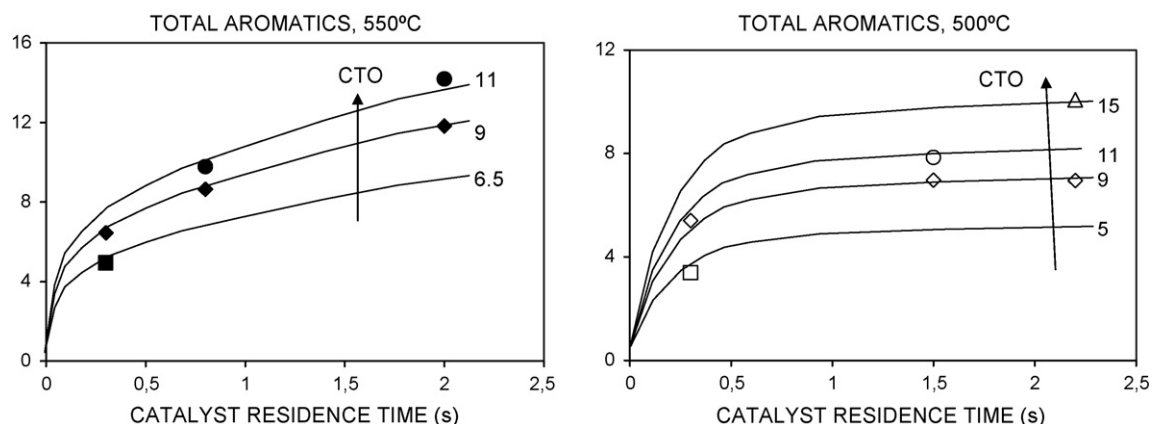 TOTAL AROMATICS, 550ºC
16
12
8
4
0
CTO
11
9
6.5
0 0,5 1 1,5 2 2,5
CATALYST RESIDENCE TIME (s)
TOTAL AROMATICS, 500ºC
12
8
4
0
CTO
15
11
9
5
0 0,5 1 1,5 2 2,5
CATALYST RESIDENCE TIME (s)